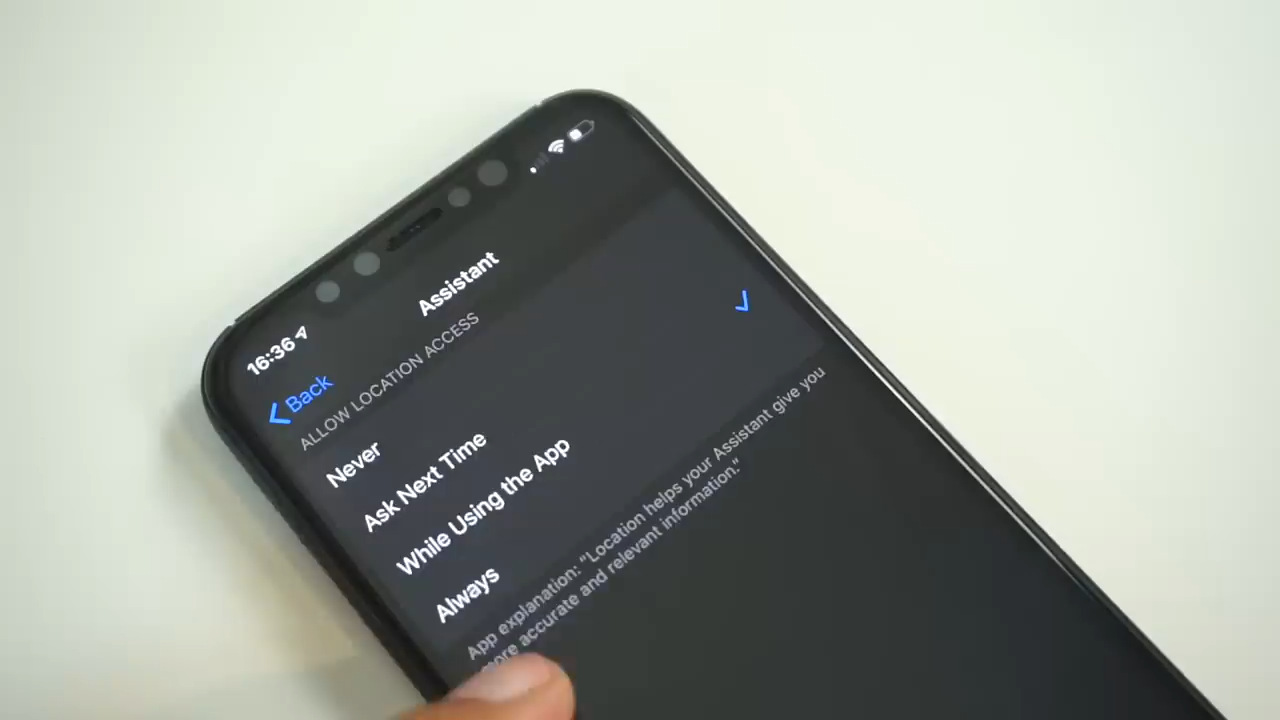 16:36
Back
Assistant
ALLOW LOCATION ACCESS
Never
Ask Next Time
While Using the App
Always
App explanation: “Location helps your Assistant give you
more accurate and relevant information.”